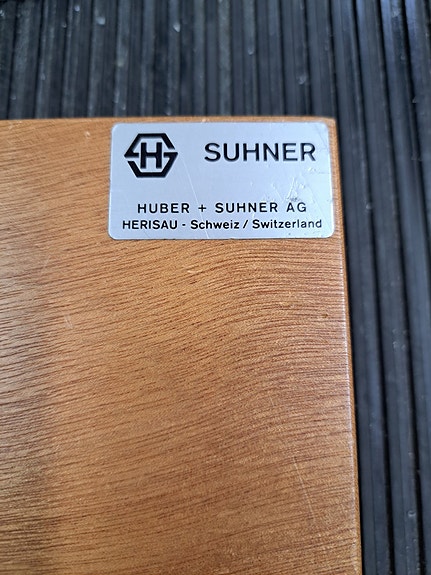 H SUHNER
HUBER + SUHNER AG
HERISAU - Schweiz / Switzerland